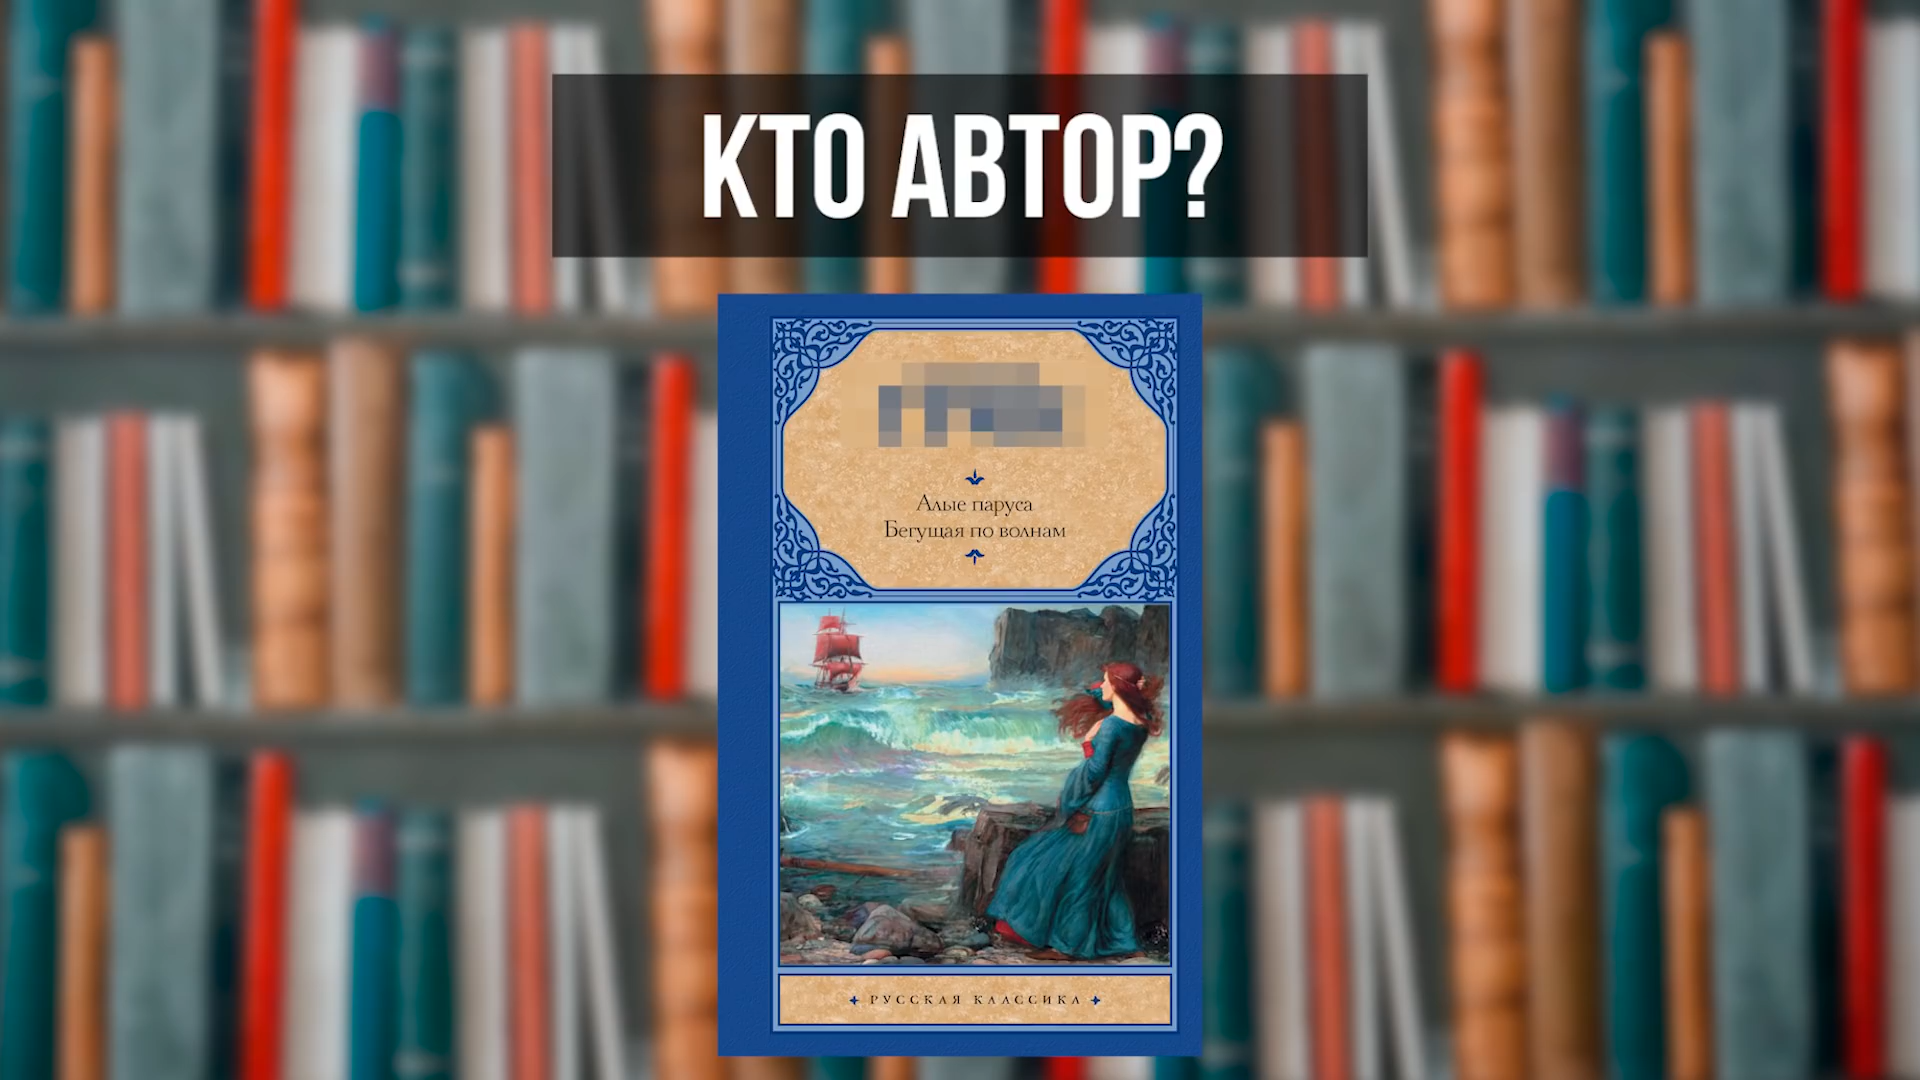 КТО АВТОР?
Алые паруса
Бегущая по волнам
РУССКАЯ КЛАССИКА